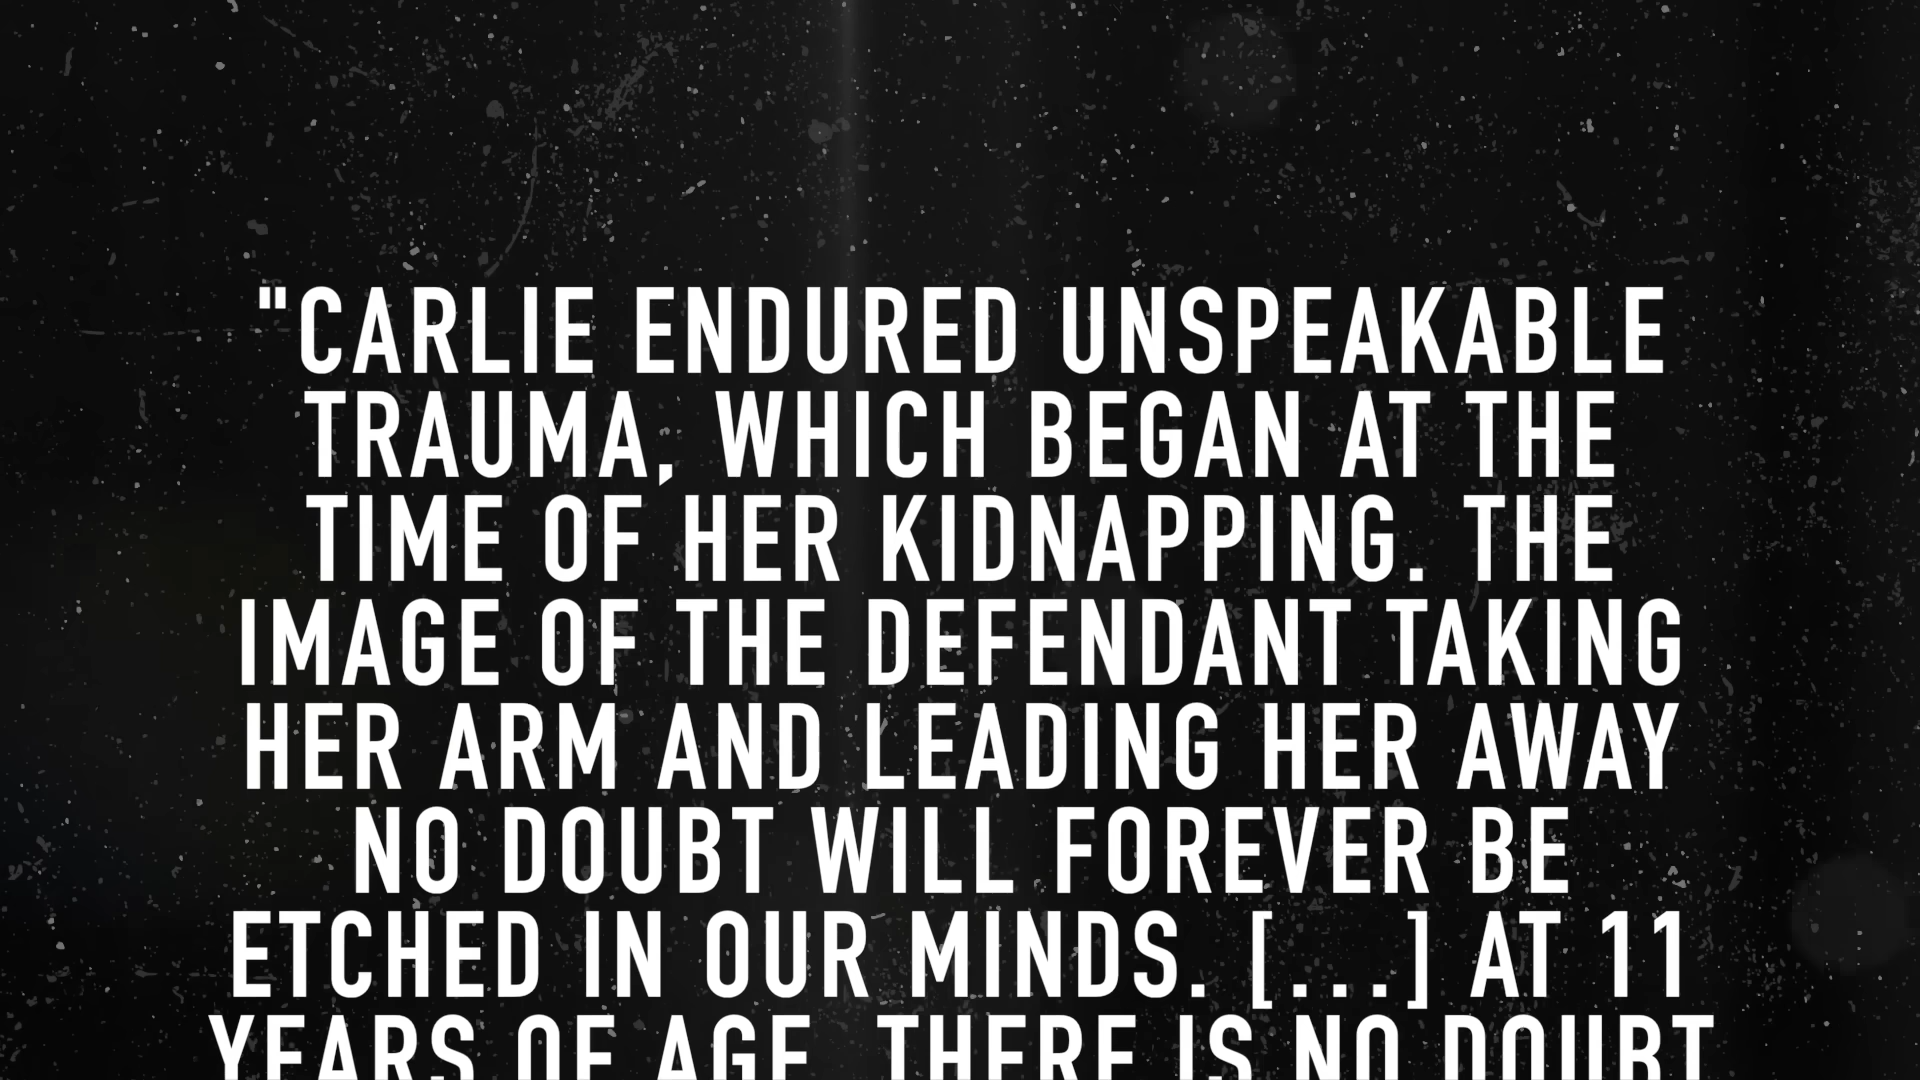 "CARLIE ENDURED UNSPEAKABLE
TRAUMA, WHICH BEGAN AT THE
TIME OF HER KIDNAPPING. THE
IMAGE OF THE DEFENDANT TAKING
HER ARM AND LEADING HER AWAY
NO DOUBT WILL FOREVER BE
ETCHED IN OUR MINDS. [...] AT 11
YEARS OF AGE, THERE IS NO DOUBT